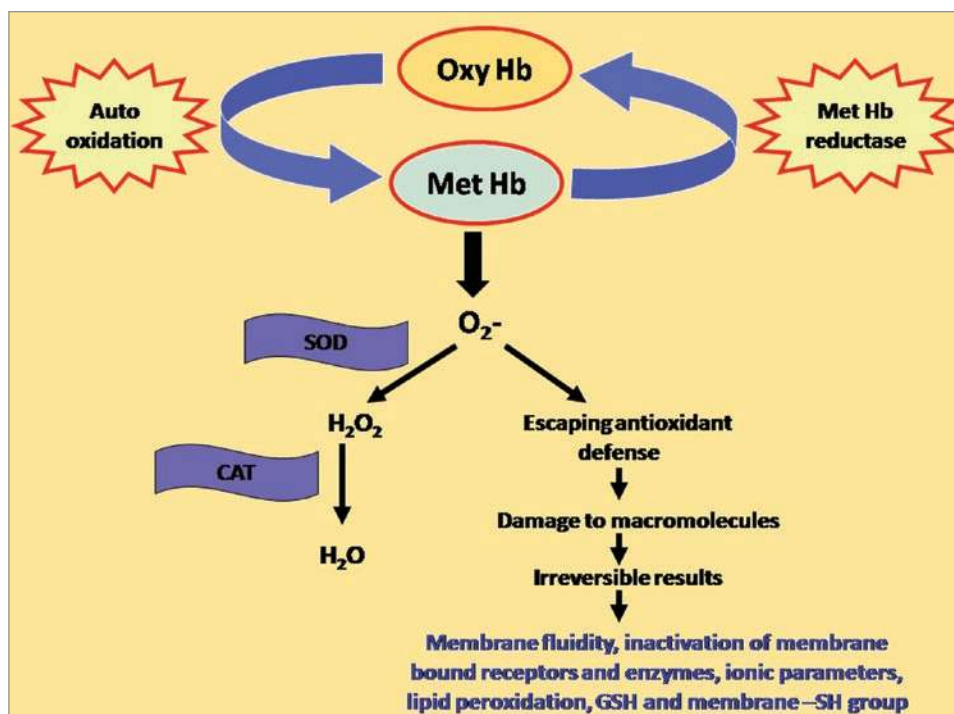 Oxy Hb
Auto
oxidation
Met Hb
reductase
Met Hb
O₂-
SOD
H₂O₂
Escaping antioxidant
defense
CAT
Damage to macromolecules
H₂O
Irreversible results
Membrane fluidity, inactivation of membrane
bound receptors and enzymes, ionic parameters,
lipid peroxidation, GSH and membrane –SH group